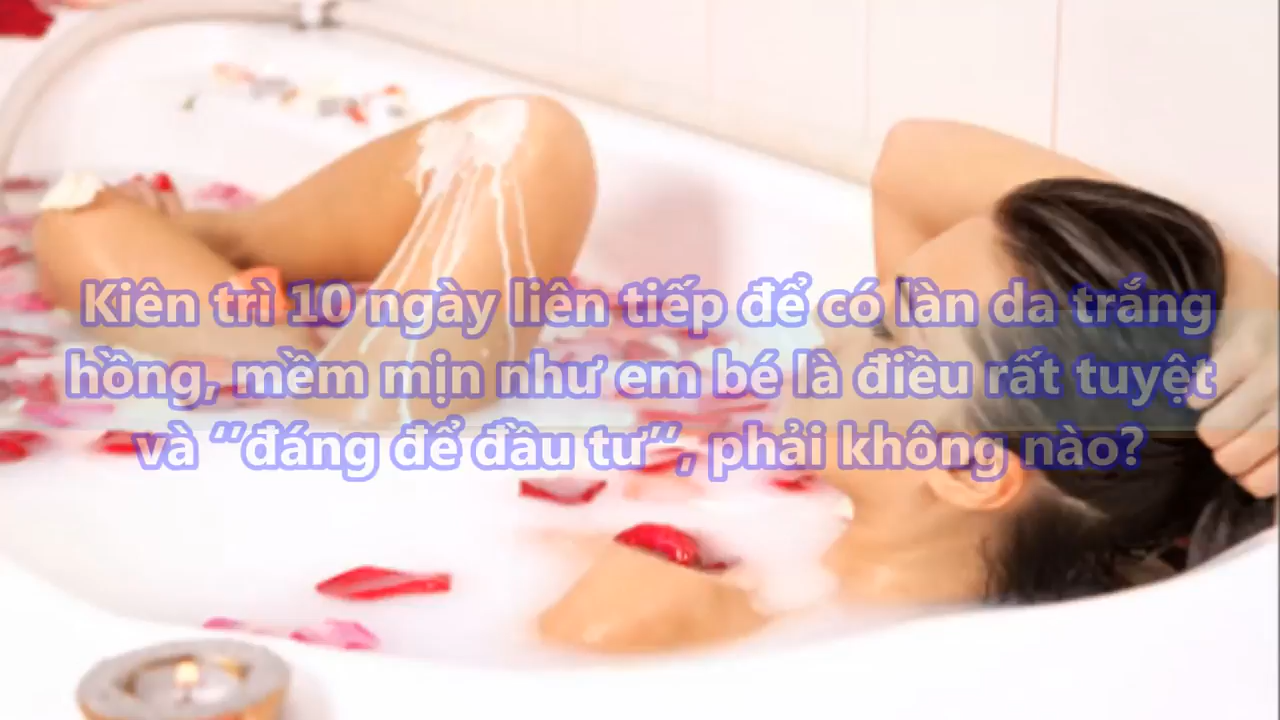 Kiên trì 10 ngày liên tiếp để có làn da trắng
hồng, mềm mịn như em bé là điều rất tuyệt
và “đáng để đầu tư”, phải không nào?